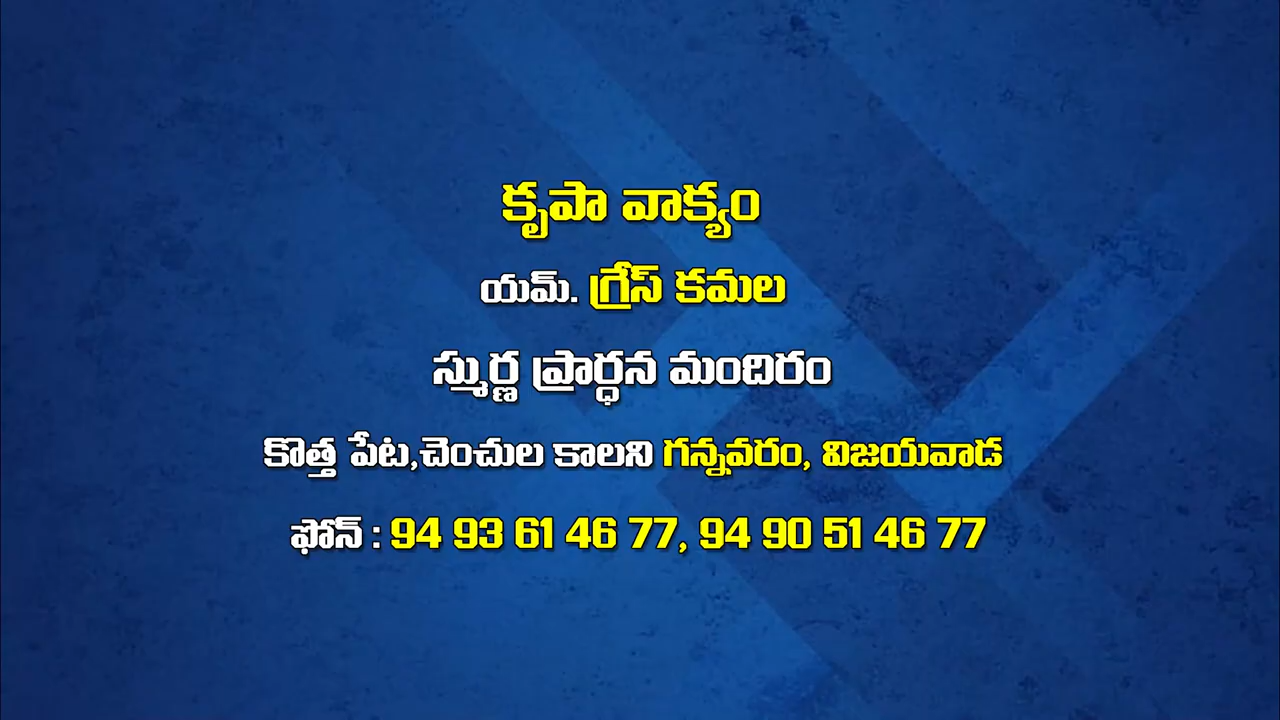 కృపా వాక్యం
యమ్. గ్రేస్ కమల
స్ముర్ణ ప్రార్ధన మందిరం
కొత్త పేట,చెంచుల కాలని గన్నవరం, విజయవాడ
ఫోన్ : 94 93 61 46 77, 94 90 51 46 77